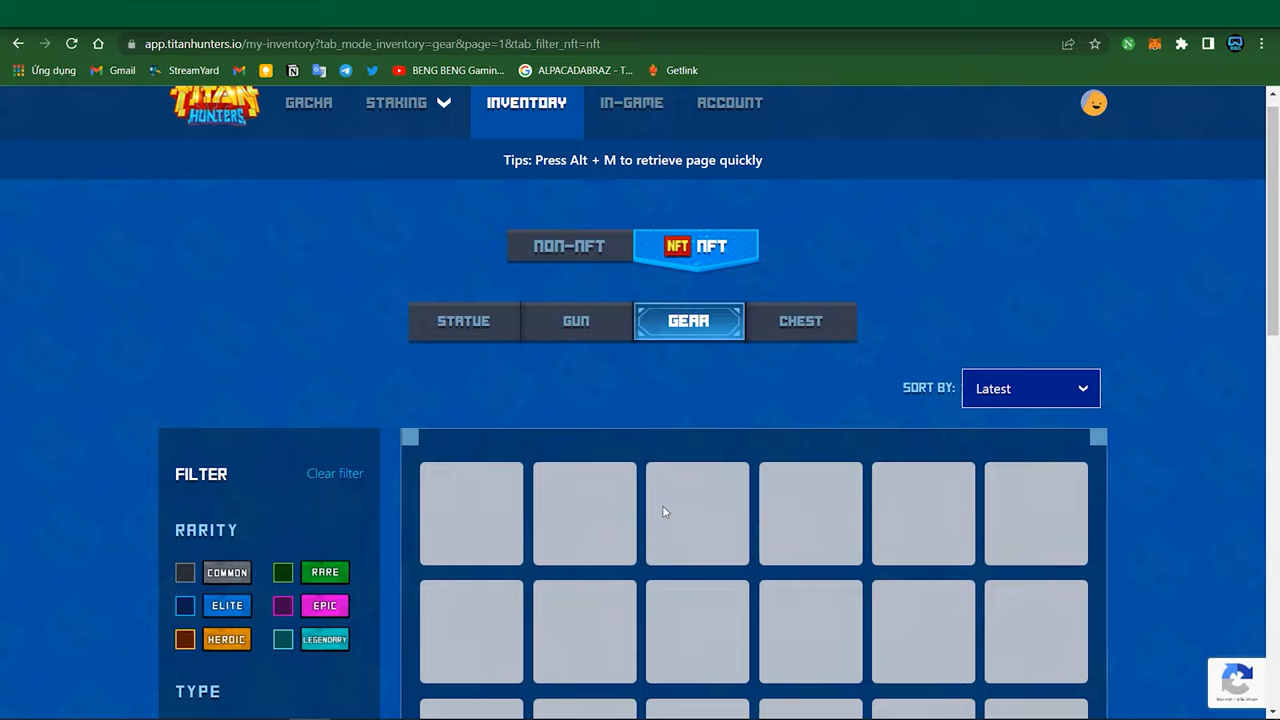 app.titanhunters.io/my-inventory?tab_mode_inventory=gear&page=1&tab_filter_nft=nft
Ứng dụng Gmail StreamYard BENG BENG Gamin... ALPACADABRAZ - T... Getlink
TITAN HUNTERS GACHA STAKING INVENTORY IN-GAME ACCOUNT
Tips: Press Alt + M to retrieve page quickly
NON-NFT NFT NFT
STATUE GUN GEAR CHEST
SORT BY: Latest
FILTER Clear filter
RARITY
COMMON RARE
ELITE EPIC
HEROIC LEGENDARY
TYPE